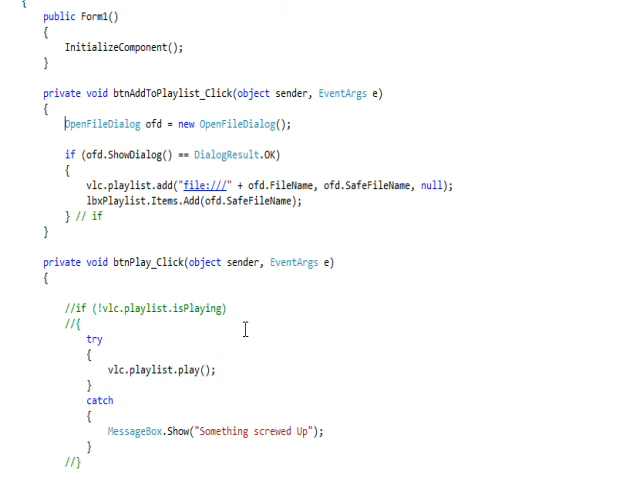 {
public Form1()
{
InitializeComponent();
}
private void btnAddToPlaylist_Click(object sender, EventArgs e)
{
OpenFileDialog ofd = new OpenFileDialog();
if (ofd.ShowDialog() == DialogResult.OK)
{
vlc.playlist.add("file:///" + ofd.FileName, ofd.SafeFileName, null);
lbxPlaylist.Items.Add(ofd.SafeFileName);
} // if
}
private void btnPlay_Click(object sender, EventArgs e)
{
//if (!vlc.playlist.isPlaying)
//{
try
{
vlc.playlist.play();
}
catch
{
MessageBox.Show("Something screwed Up");
}
//}